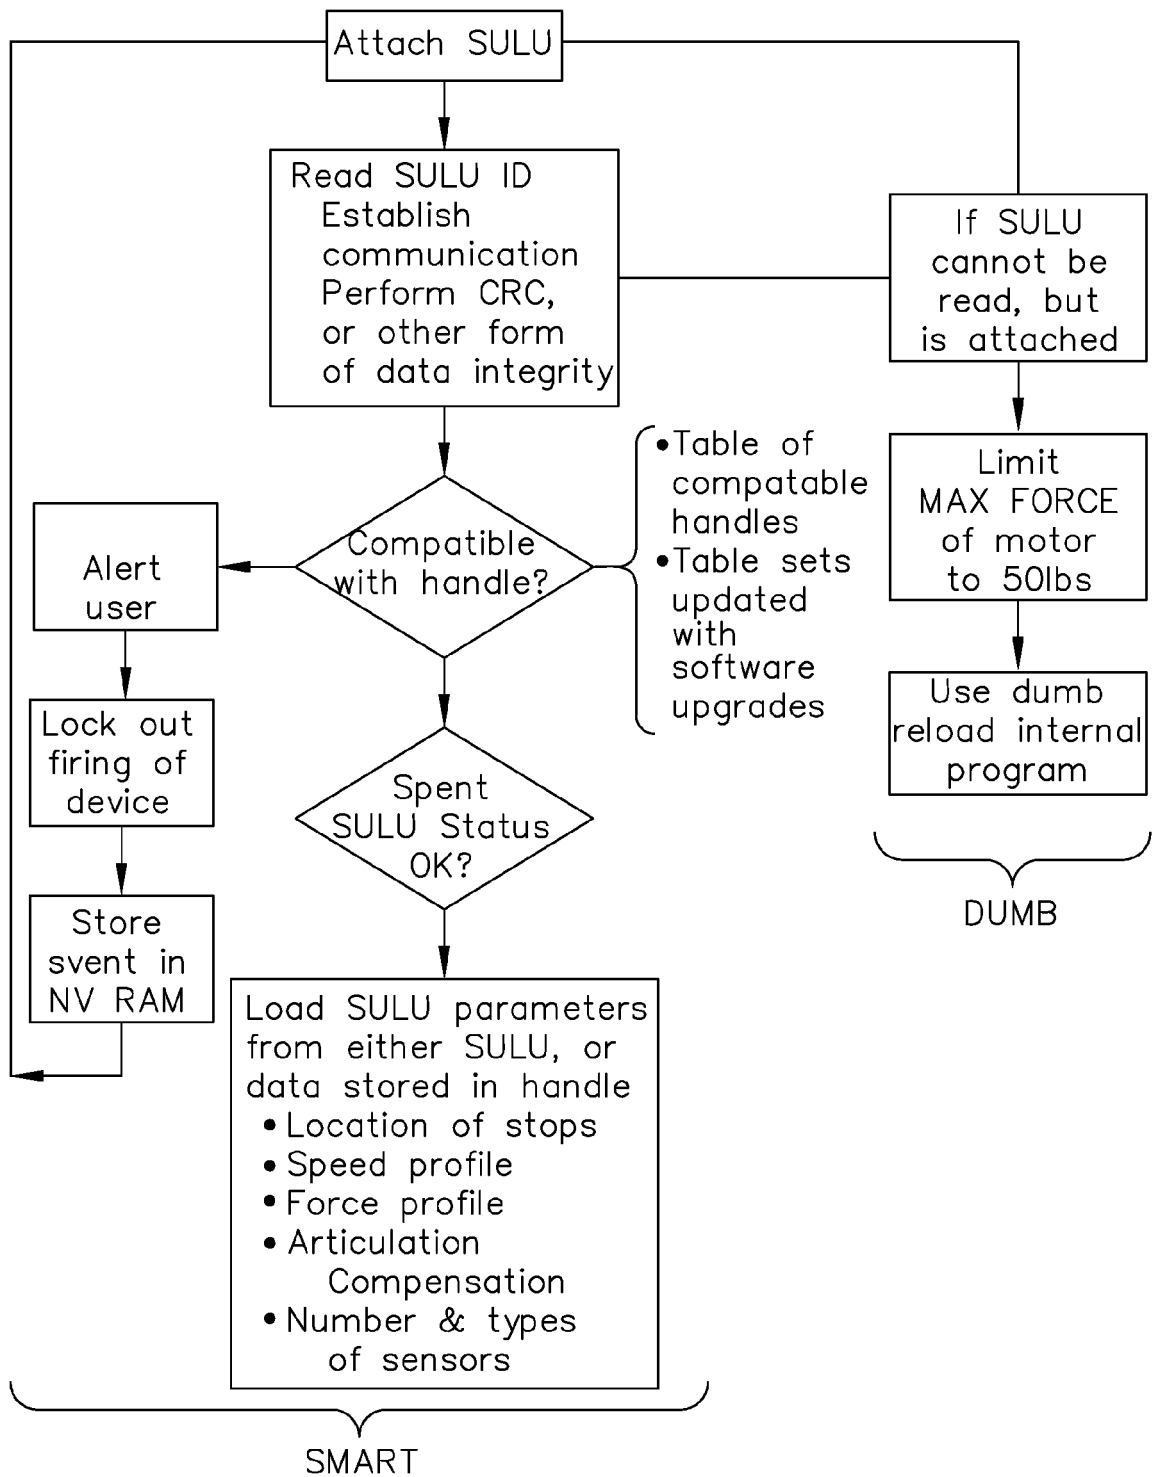 Attach SULU
Read SULU ID
Establish
communication
Perform CRC,
or other form
of data integrity
If SULU
cannot be
read, but
is attached
Limit
MAX FORCE
of motor
to 50lbs
Use dumb
reload internal
program
DUMB
Compatible
with handle?
• Table of
compatable
handles
• Table sets
updated
with
software
upgrades
Alert
user
Lock out
firing of
device
Store
svent in
NV RAM
Spent
SULU Status
OK?
Load SULU parameters
from either SULU, or
data stored in handle
• Location of stops
• Speed profile
• Force profile
• Articulation
Compensation
• Number & types
of sensors
SMART